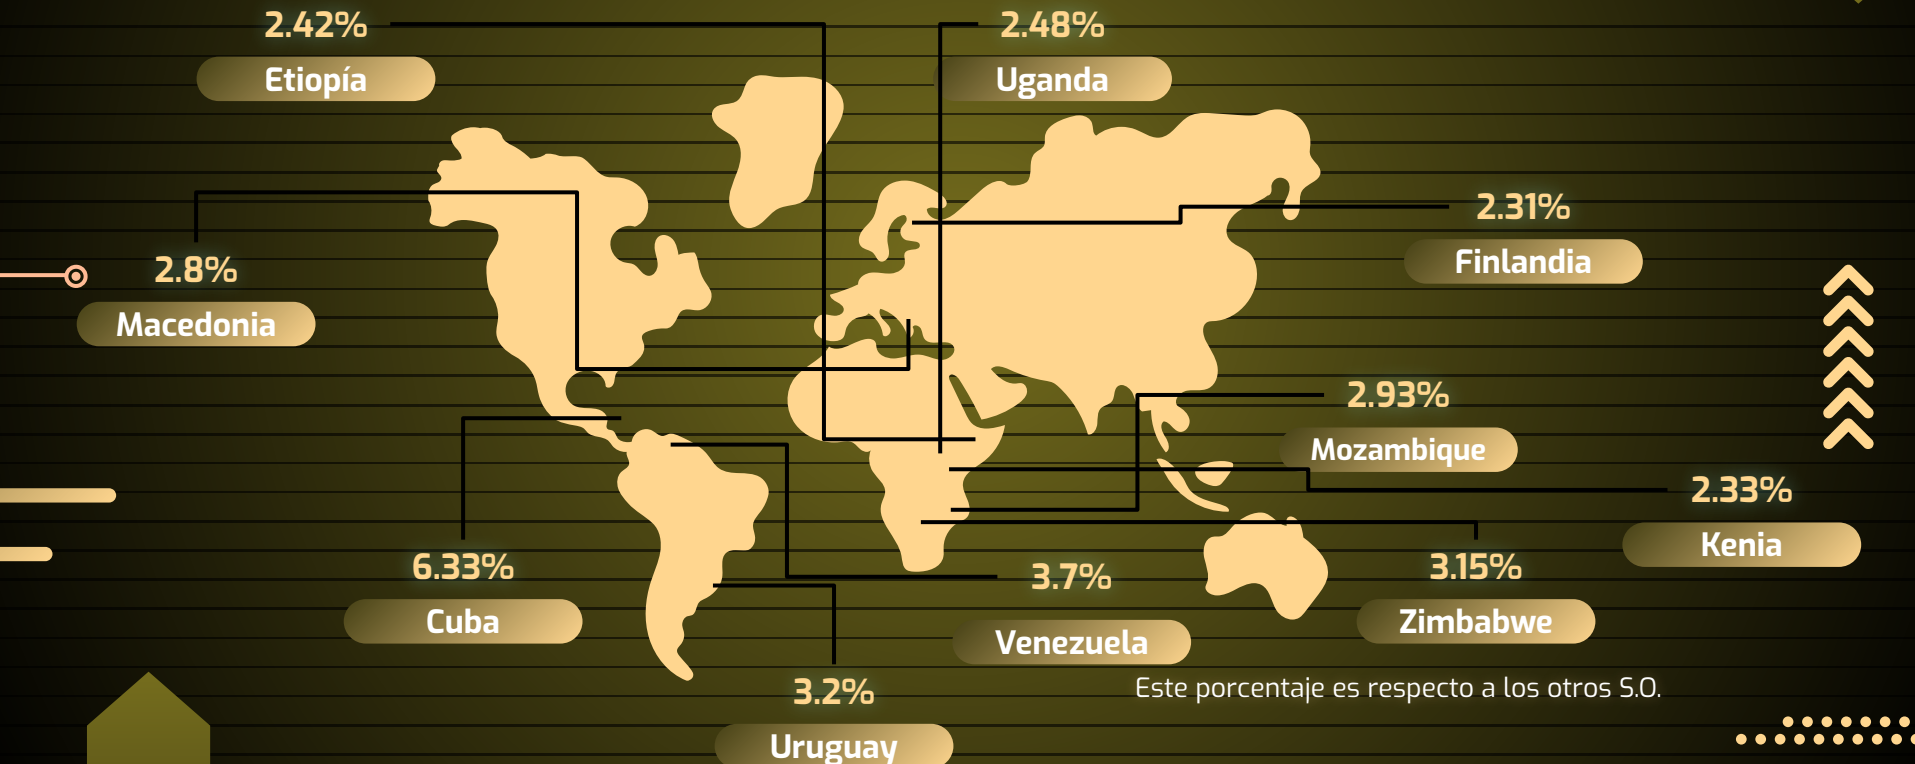 2.42%
Etiopía
2.48%
Uganda
2.31%
Finlandia
2.8%
Macedonia
2.93%
Mozambique
2.33%
Kenia
6.33%
Cuba
3.7%
Venezuela
3.15%
Zimbabwe
3.2%
Uruguay
Este porcentaje es respecto a los otros S.O.